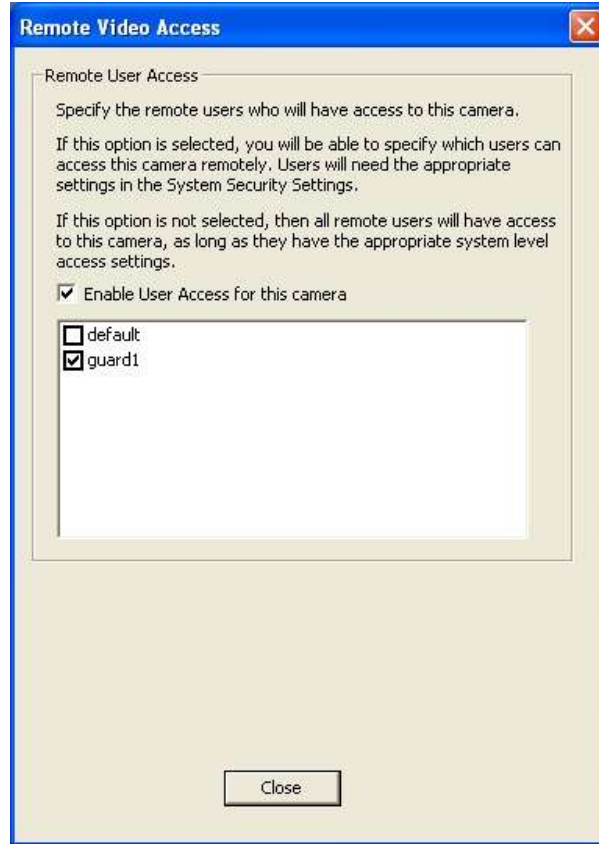 Remote Video Access
Remote User Access
Specify the remote users who will have access to this camera.
If this option is selected, you will be able to specify which users can
access this camera remotely. Users will need the appropriate
settings in the System Security Settings.
If this option is not selected, then all remote users will have access
to this camera, as long as they have the appropriate system level
access settings.
Enable User Access for this camera
default
guard1
Close